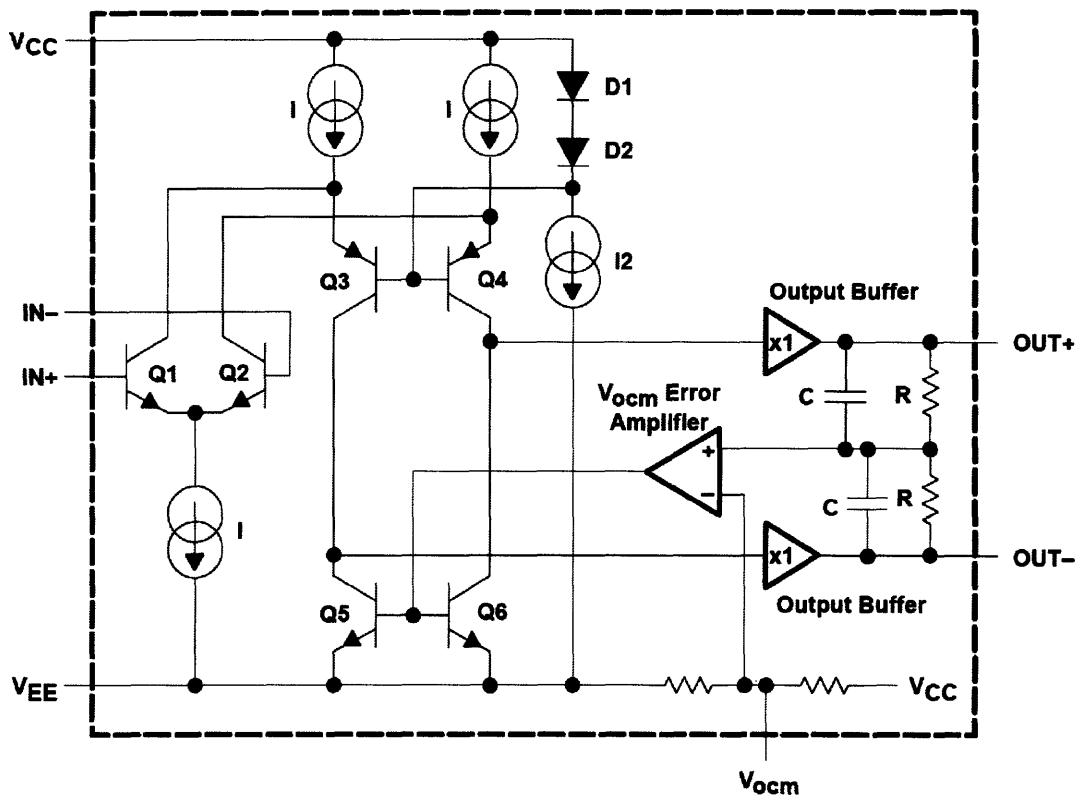 VCC
I
I
D1
D2
Q3
Q4
I2
IN–
IN+
Q1
Q2
Output Buffer
x1
OUT+
Vocm Error
Amplifier
C
R
+
–
C
R
I
x1
OUT–
Output Buffer
Q5
Q6
VEE
VCC
Vocm